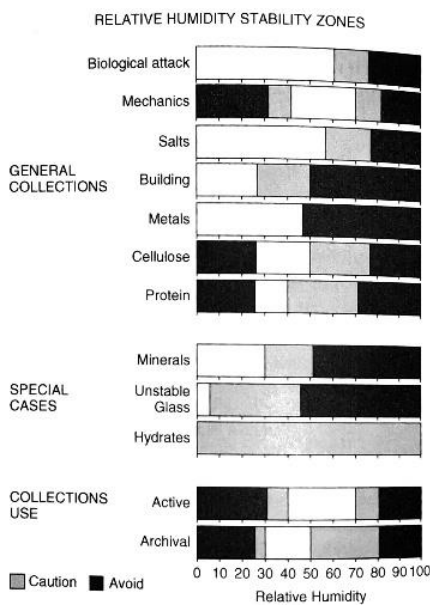 RELATIVE HUMIDITY STABILITY ZONES
Biological attack
Mechanics
Salts
GENERAL
COLLECTIONS
Building
Metals
Cellulose
Protein
Minerals
SPECIAL
CASES
Unstable
Glass
Hydrates
COLLECTIONS
USE
Active
Archival
0 10 20 30 40 50 60 70 80 90 100
Caution Avoid
Relative Humidity